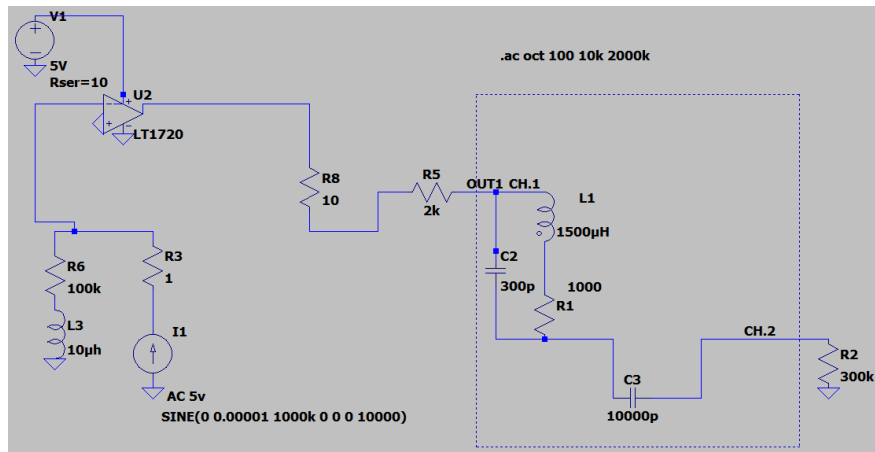 V1
.ac oct 100 10k 2000k
5V
Rser=10
U2
LT1720
R8
10
R5
2k
OUT1 CH.1
L1
1500µH
C2
300p
1000
R1
R6
100k
R3
1
L3
10µh
I1
CH.2
R2
300k
C3
10000p
AC 5v
SINE(0 0.00001 1000k 0 0 0 10000)